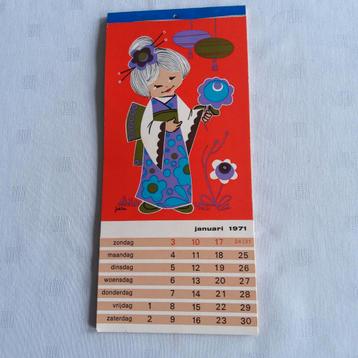 januari 1971
zondag 3 10 17 24/31
maandag 4 11 18 25
dinsdag 5 12 19 26
woensdag 6 13 20 27
donderdag 7 14 21 28
vrijdag 1 8 15 22 29
zaterdag 2 9 16 23 30